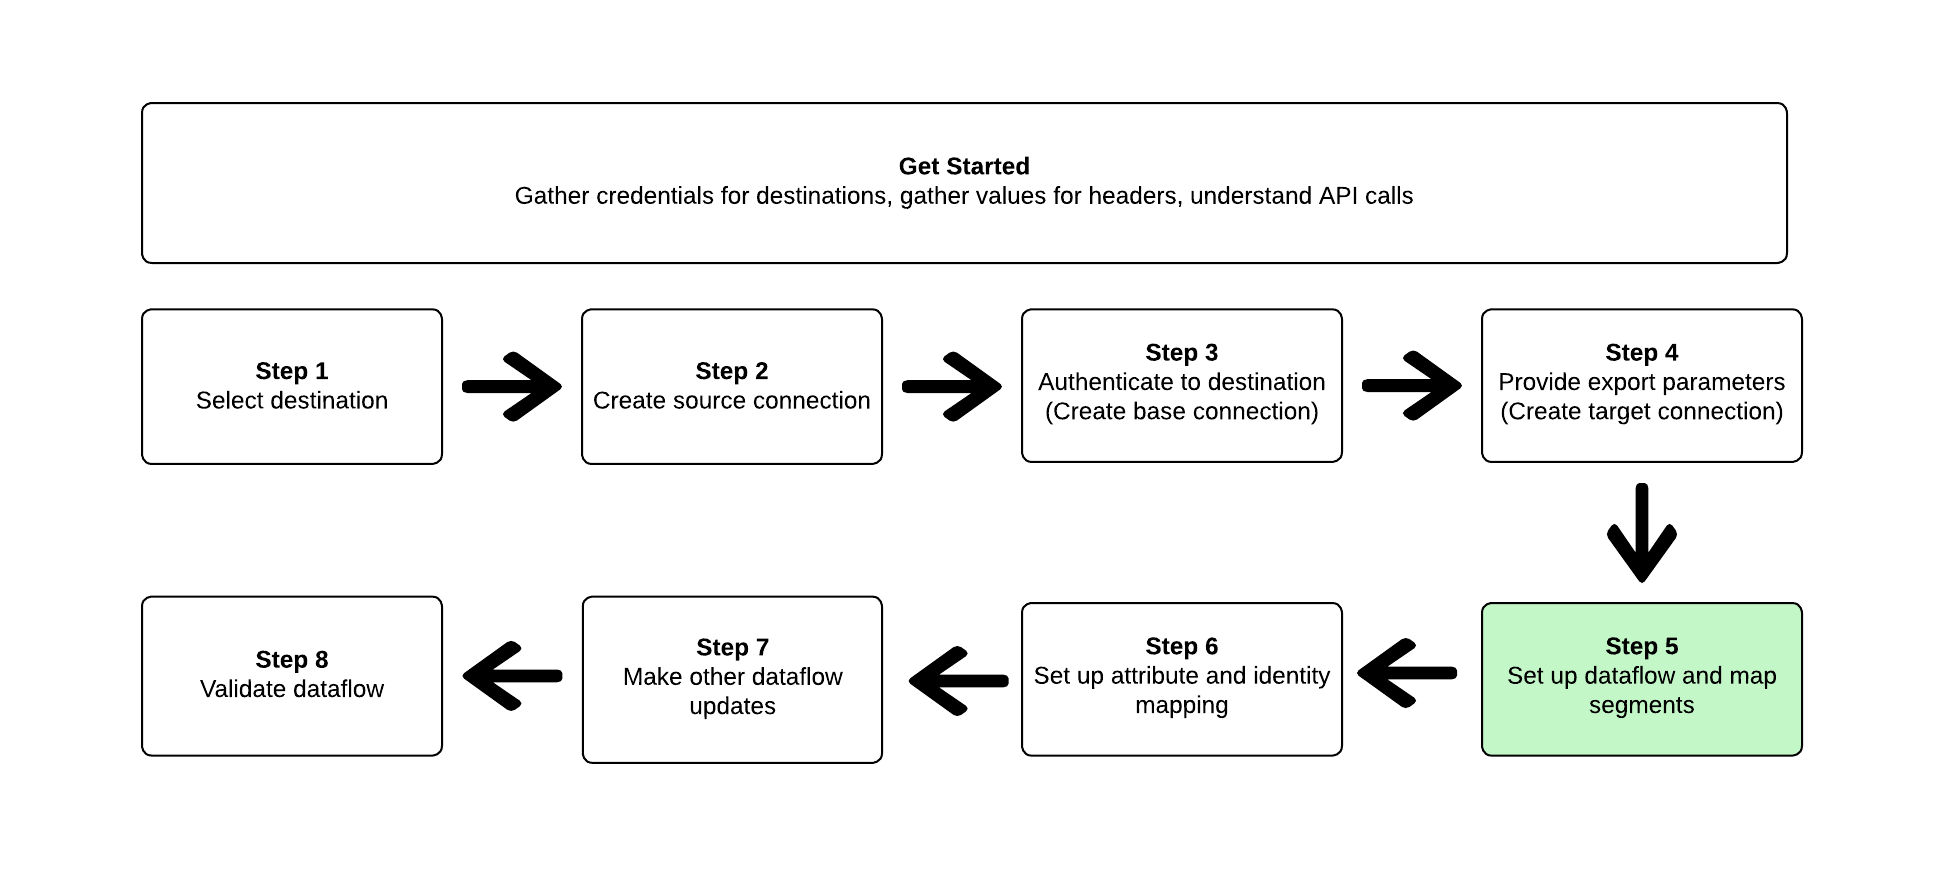 Get Started
Gather credentials for destinations, gather values for headers, understand API calls
Step 1
Select destination
Step 2
Create source connection
Step 3
Authenticate to destination
(Create base connection)
Step 4
Provide export parameters
(Create target connection)
Step 5
Set up dataflow and map
segments
Step 6
Set up attribute and identity
mapping
Step 7
Make other dataflow
updates
Step 8
Validate dataflow